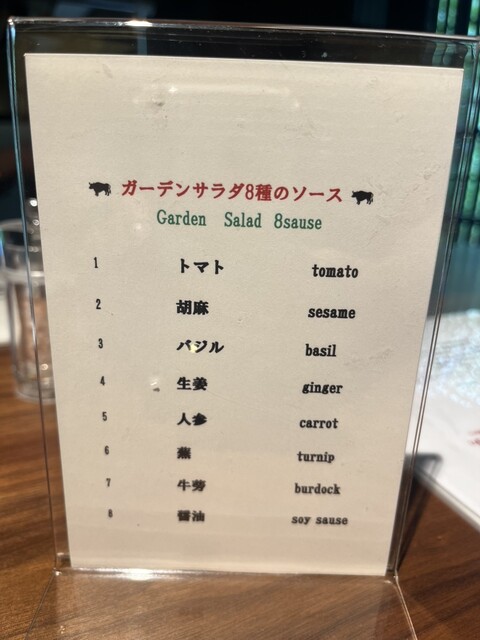 ガーデンサラダ8種のソース
Garden Salad 8sause
1 トマト tomato
2 胡麻 sesame
3 バジル basil
4 生姜 ginger
5 人参 carrot
6 蕪 turnip
7 牛蒡 burdock
8 醤油 soy sause